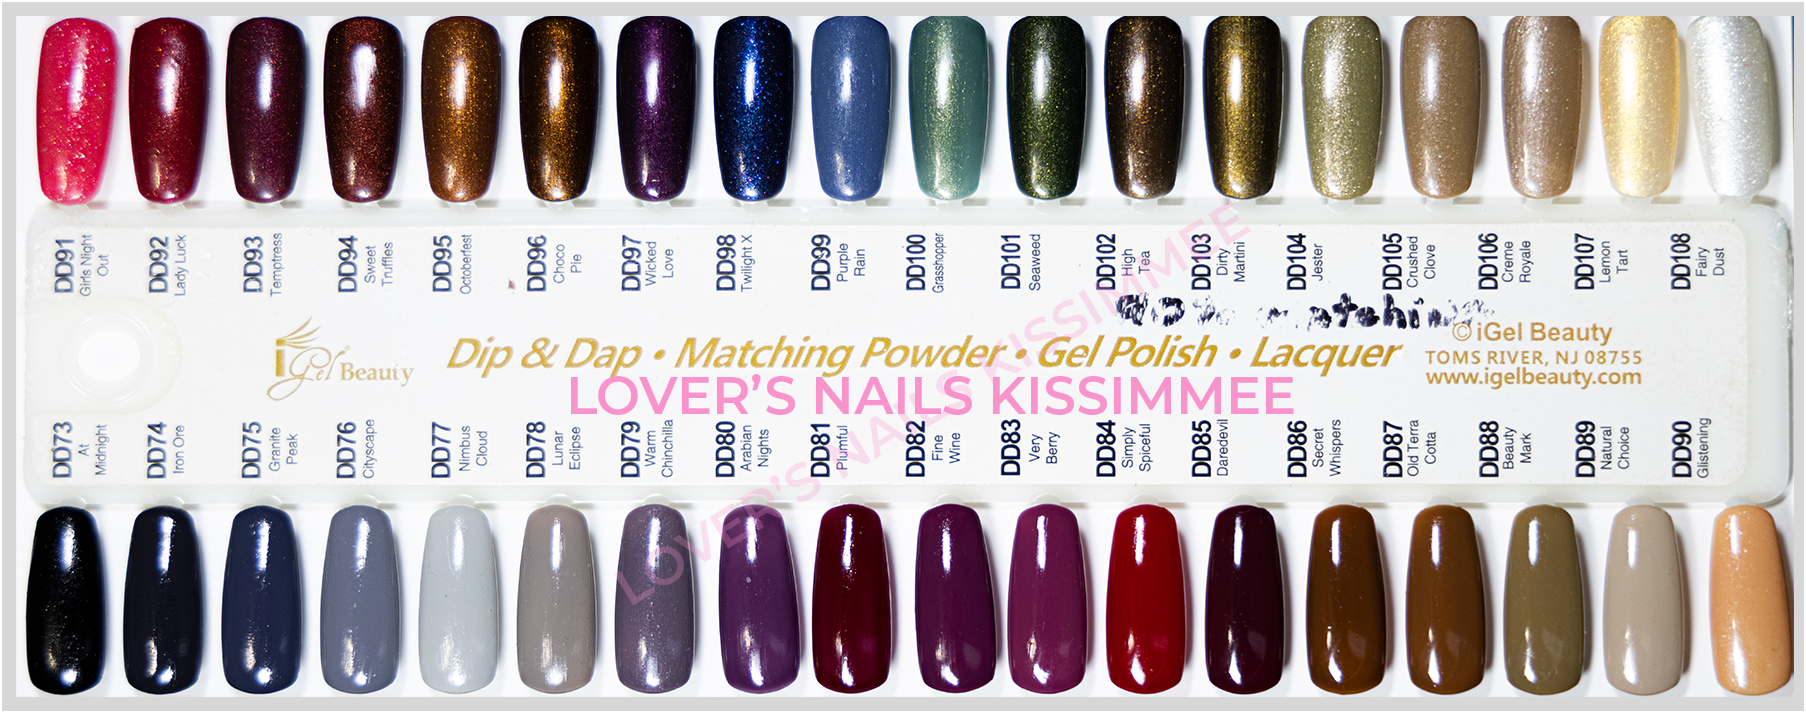 DD91
Girls Night
Out
DD92
Lady Luck
DD93
Temptress
DD94
Sweet
Truffles
DD95
Octoberfest
DD96
Choco
Pie
DD97
Wicked
Love
DD98
Twilight X
DD99
Purple
Rain
DD100
Grasshopper
DD101
Seaweed
DD102
High
Tea
DD103
Dirty
Martini
DD104
Jester
DD105
Crushed
Clove
DD106
Creme
Royale
DD107
Lemon
Tart
DD108
Fairy
Dust
iGel Beauty
Dip & Dap • Matching Powder • Gel Polish • Lacquer
© iGel Beauty
TOMS RIVER, NJ 08755
www.igelbeauty.com
LOVER'S NAILS KISSIMMEE
LOVER'S NAILS KISSIMMEE
DD73
At
Midnight
DD74
Iron Ore
DD75
Granite
Peak
DD76
Cityscape
DD77
Nimbus
Cloud
DD78
Lunar
Eclipse
DD79
Warm
Chinchilla
DD80
Arabian
Nights
DD81
Plumful
DD82
Fine
Wine
DD83
Very
Berry
DD84
Simply
Spiceful
DD85
Daredevil
DD86
Secret
Whispers
DD87
Old Terra
Cotta
DD88
Beauty
Mark
DD89
Natural
Choice
DD90
Glistening